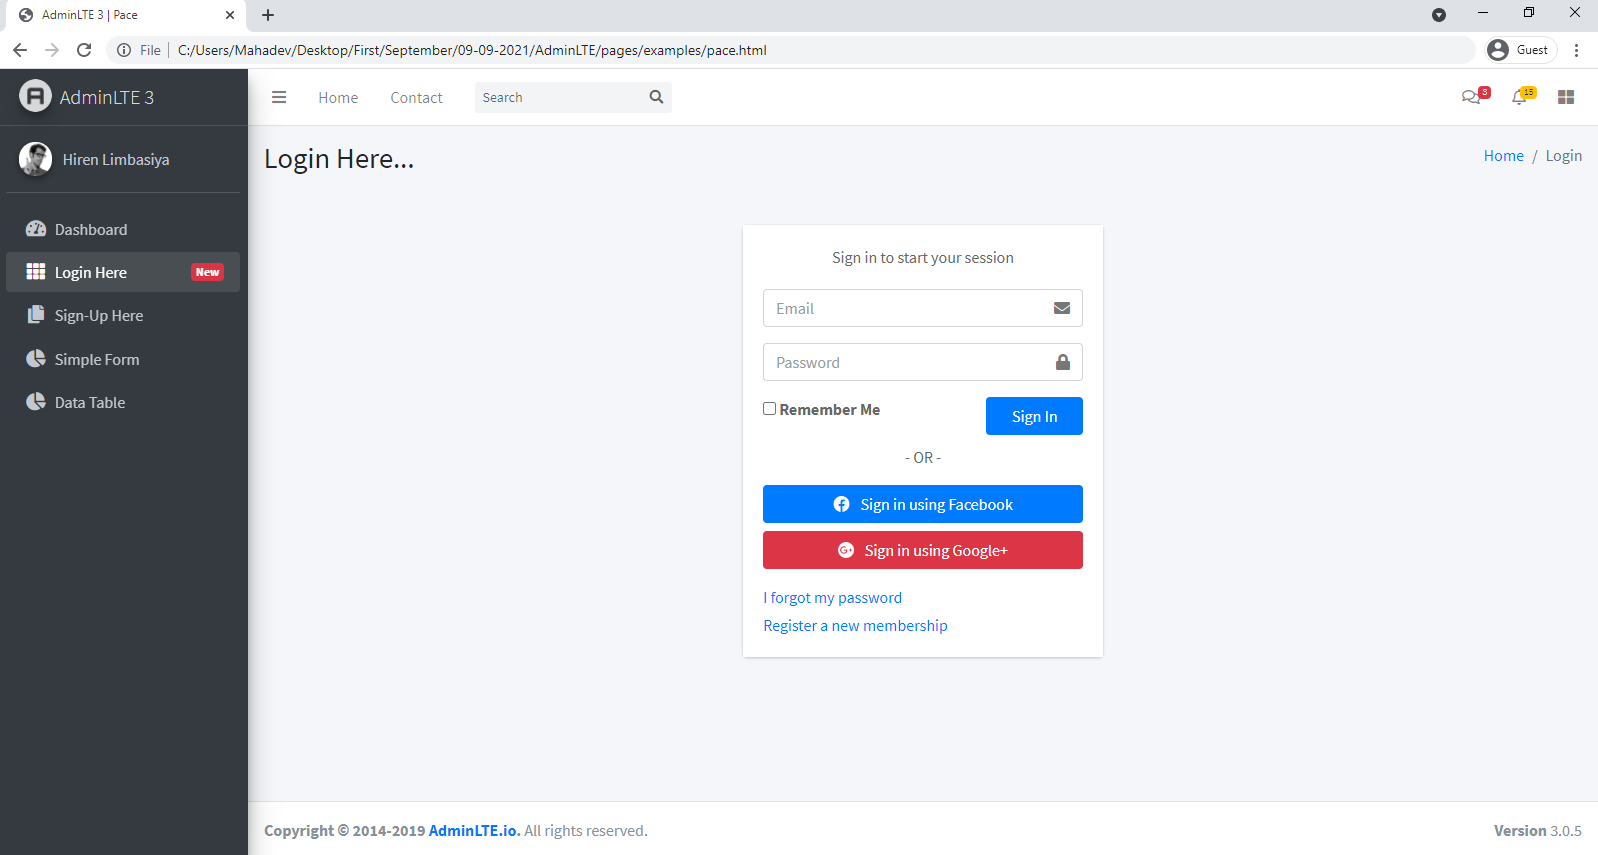 AdminLTE 3 | Pace
File C:/Users/Mahadev/Desktop/First/September/09-09-2021/AdminLTE/pages/examples/pace.html Guest
AdminLTE 3
Home Contact Search 3 15
Hiren Limbasiya
Login Here...
Home / Login
Dashboard
Login Here New
Sign-Up Here
Simple Form
Data Table
Sign in to start your session
Email
Password
Remember Me Sign In
- OR -
Sign in using Facebook
G+ Sign in using Google+
I forgot my password
Register a new membership
Copyright © 2014-2019 AdminLTE.io. All rights reserved.
Version 3.0.5